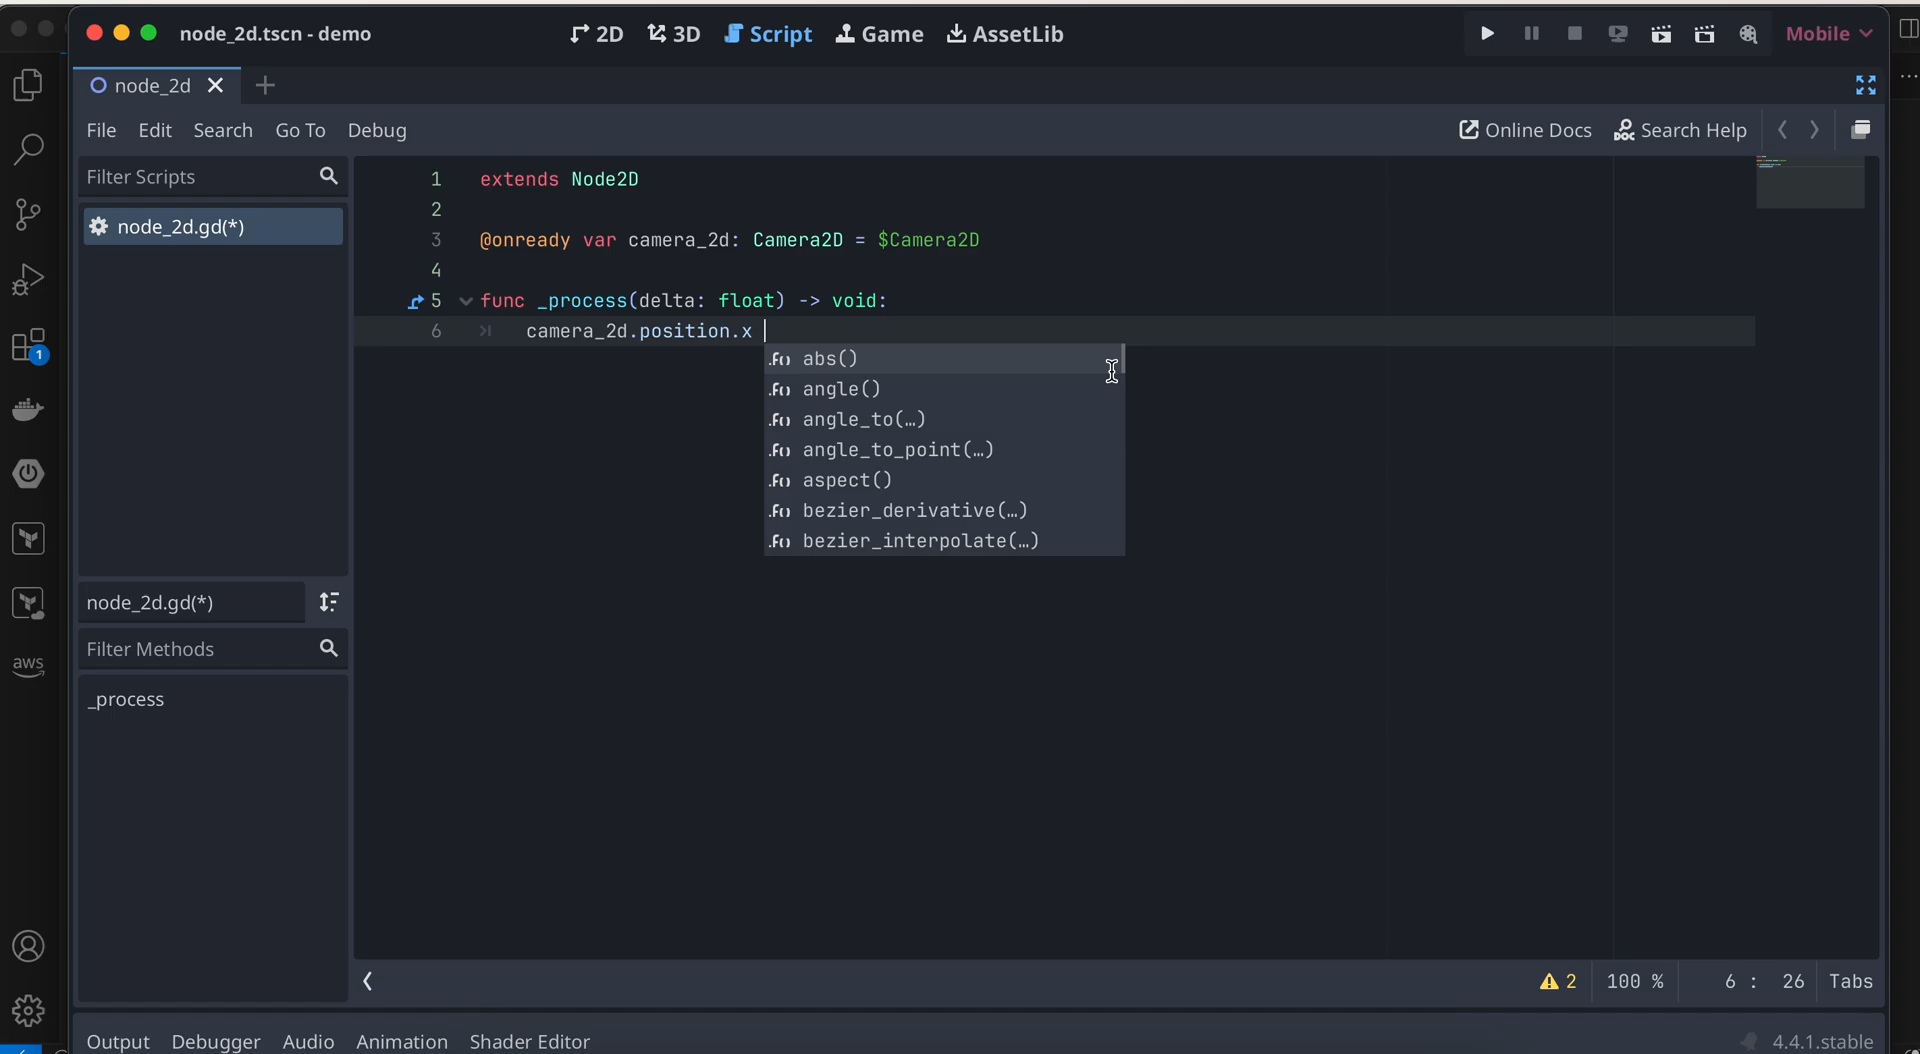 node_2d.tscn - demo
2D 3D Script Game AssetLib
Mobile
node_2d
File Edit Search Go To Debug
Online Docs Search Help
Filter Scripts
node_2d.gd(*)
1 extends Node2D
2
3 @onready var camera_2d: Camera2D = $Camera2D
4
5 func _process(delta: float) -> void:
6 camera_2d.position.x
.f() abs()
.f() angle()
.f() angle_to(…)
.f() angle_to_point(…)
.f() aspect()
.f() bezier_derivative(…)
.f() bezier_interpolate(…)
node_2d.gd(*)
Filter Methods
_process
1
aws
2 100 % 6 : 26 Tabs
Output Debugger Audio Animation Shader Editor
4.4.1.stable